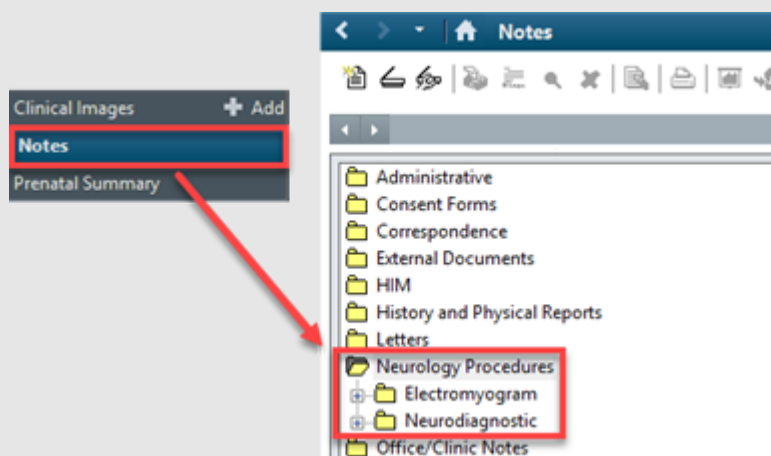 Clinical Images Add
Notes
Prenatal Summary
Notes
Administrative
Consent Forms
Correspondence
External Documents
HIM
History and Physical Reports
Letters
Neurology Procedures
Electromyogram
Neurodiagnostic
Office/Clinic Notes